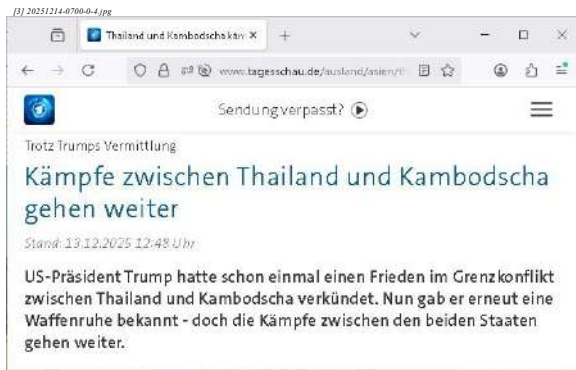 [3] 20251214-0700-0-4.jpg
Thailand und Kambodscha kän
www.tagesschau.de/ausland/asien/t
Sendung verpasst?
Trotz Trumps Vermittlung
Kämpfe zwischen Thailand und Kambodscha
gehen weiter
Stand: 13.12.2025 12:48 Uhr
US-Präsident Trump hatte schon einmal einen Frieden im Grenzkonflikt
zwischen Thailand und Kambodscha verkündet. Nun gab er erneut eine
Waffenruhe bekannt - doch die Kämpfe zwischen den beiden Staaten
gehen weiter.